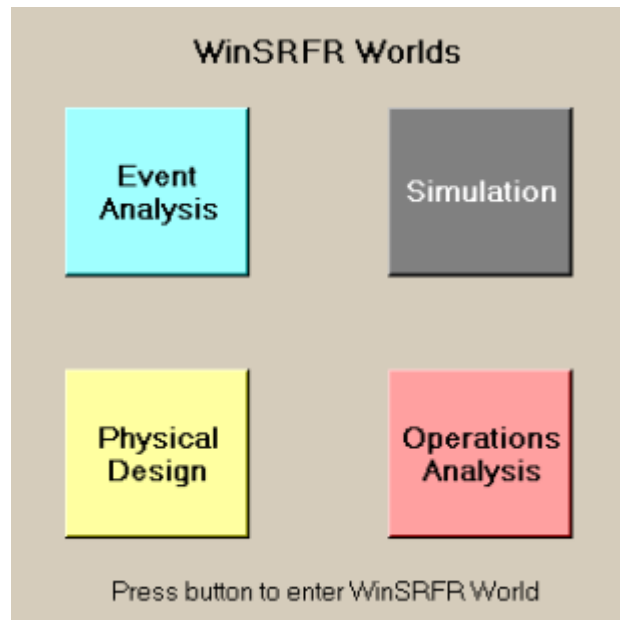 WinSRFR Worlds
Event
Analysis
Simulation
Physical
Design
Operations
Analysis
Press button to enter WinSRFR World